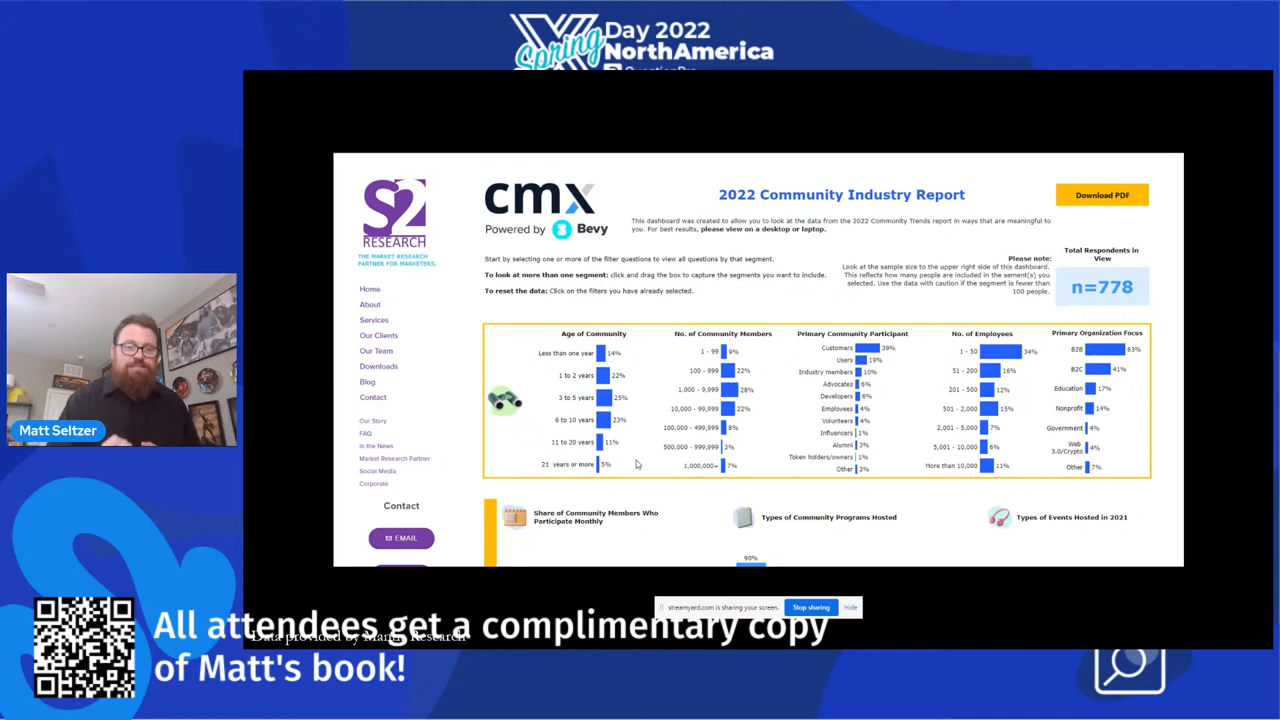 Spring
Day 2022
NorthAmerica
QuestionPro
S2
RESEARCH
THE MARKET RESEARCH
PARTNER FOR MARKETERS.
Home
About
Services
Our Clients
Our Team
Downloads
Blog
Contact
Our Story
FAQ
In the News
Market Research Partner
Social Media
Corporate
Contact
EMAIL
cmx
Powered by Bevy
2022 Community Industry Report
Download PDF
This dashboard was created to allow you to look at the data from the 2022 Community Trends report in ways that are meaningful to
you. For best results, please view on a desktop or laptop.
Start by selecting one or more of the filter questions to view all questions by that segment.
To look at more than one segment: click and drag the box to capture the segments you want to include.
To reset the data: Click on the filters you have already selected.
Please note:
Look at the sample size to the upper right side of this dashboard.
This reflects how many people are included in the sement(s) you
selected. Use the data with caution if the segment is fewer than
100 people.
Total Respondents in
View
n=778
Age of Community
Less than one year 14%
1 to 2 years 22%
3 to 5 years 25%
6 to 10 years 23%
11 to 20 years 11%
21 years or more 5%
No. of Community Members
1 - 99 9%
100 - 999 22%
1,000 - 9,999 28%
10,000 - 99,999 22%
100,000 - 499,999 8%
500,000 - 999,999 3%
1,000,000+ 7%
Primary Community Participant
Customers 39%
Users 19%
Industry members 10%
Advocates 6%
Developers 8%
Employees 4%
Volunteers 4%
Influencers 1%
Alumni 3%
Token holders/owners 1%
Other 3%
No. of Employees
1 - 50 34%
51 - 200 16%
201 - 500 12%
501 - 2,000 15%
2,001 - 5,000 7%
5,001 - 10,000 6%
More than 10,000 11%
Primary Organization Focus
B2B 63%
B2C 41%
Education 17%
Nonprofit 14%
Government 4%
Web
3.0/Crypto 4%
Other 7%
Share of Community Members Who
Participate Monthly
Types of Community Programs Hosted
Types of Events Hosted in 2021
90%
Matt Seltzer
streamyard.com is sharing your screen.
Stop sharing
Hide
Data provided by Mantis Research
All attendees get a complimentary copy
of Matt's book!